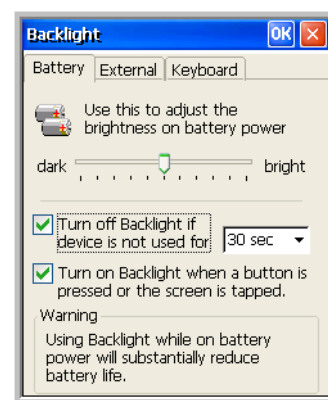 Backlight OK
Battery External Keyboard
Use this to adjust the
brightness on battery power
dark bright
Turn off Backlight if
device is not used for 30 sec
Turn on Backlight when a button is
pressed or the screen is tapped.
Warning
Using Backlight while on battery
power will substantially reduce
battery life.